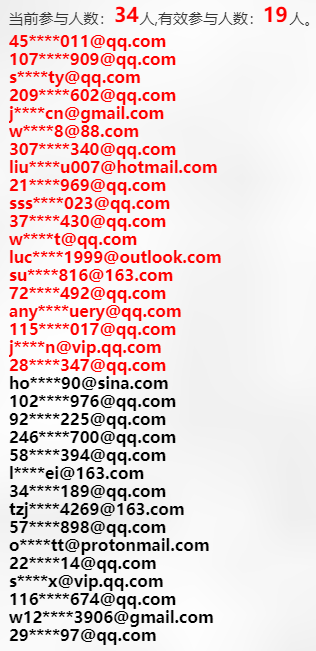 当前参与人数：34人,有效参与人数：19人。
45****011@qq.com
107****909@qq.com
s****ty@qq.com
209****602@qq.com
j****cn@gmail.com
w****8@88.com
307****340@qq.com
liu****u007@hotmail.com
21****969@qq.com
sss****023@qq.com
37****430@qq.com
w****t@qq.com
luc****1999@outlook.com
su****816@163.com
72****492@qq.com
any****uery@qq.com
115****017@qq.com
j****n@vip.qq.com
28****347@qq.com
ho****90@sina.com
102****976@qq.com
92****225@qq.com
246****700@qq.com
58****394@qq.com
l****ei@163.com
34****189@qq.com
tzj****4269@163.com
57****898@qq.com
o****tt@protonmail.com
22****14@qq.com
s****x@vip.qq.com
116****674@qq.com
w12****3906@gmail.com
29****97@qq.com